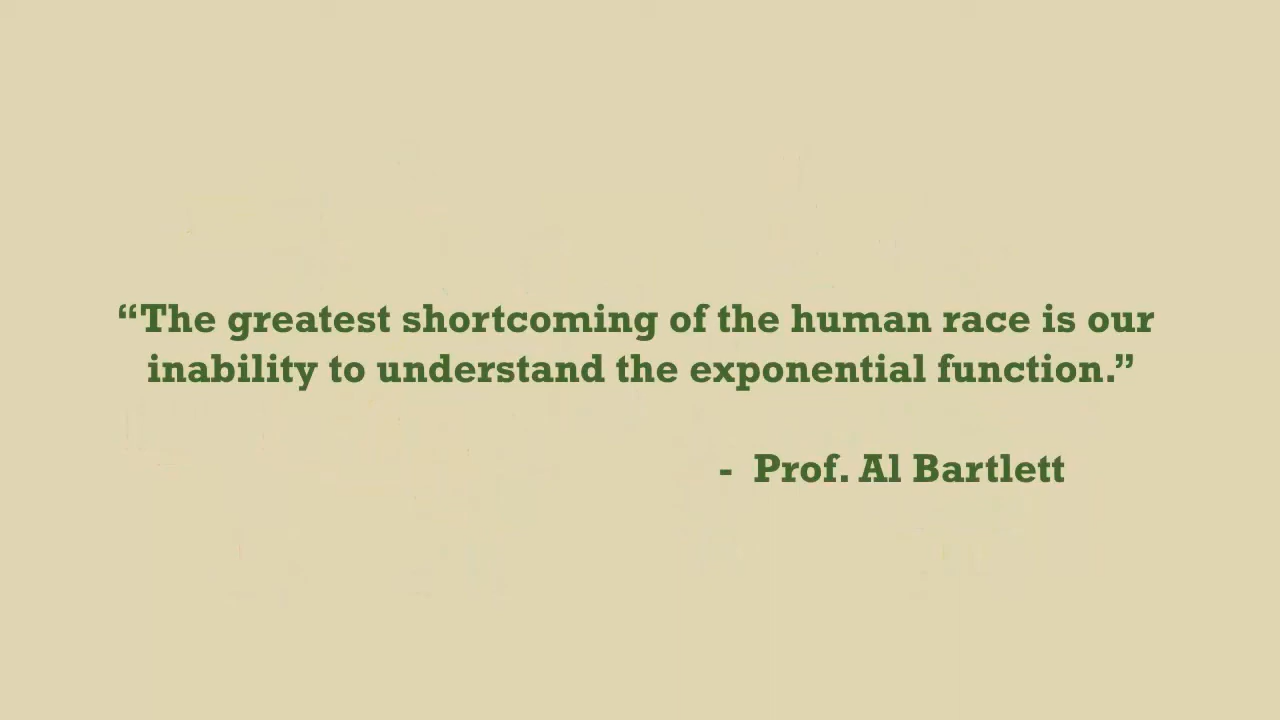 “The greatest shortcoming of the human race is our
inability to understand the exponential function.”
- Prof. Al Bartlett